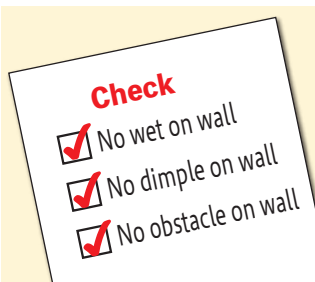 Check
No wet on wall
No dimple on wall
No obstacle on wall